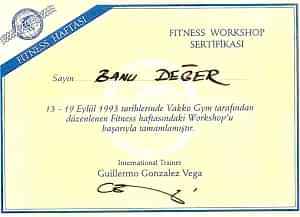 FITNESS HAFTASI
FITNESS WORKSHOP
SERTİFİKASI
Sayın BANU DEĞER
13 - 19 Eylül 1993 tarihlerinde Vakko Gym tarafından
düzenlenen Fitness haftasındaki Workshop'u
başarıyla tamamlamıştır.
International Trainer
Guillermo Gonzalez Vega